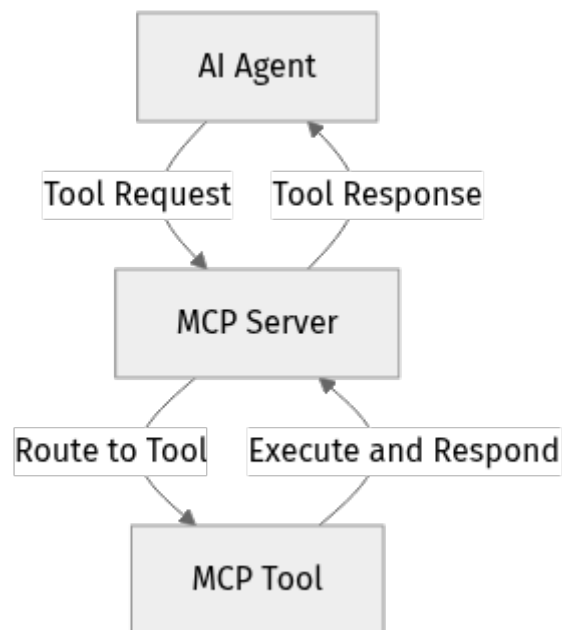 AI Agent
Tool Request
Tool Response
MCP Server
Route to Tool
Execute and Respond
MCP Tool